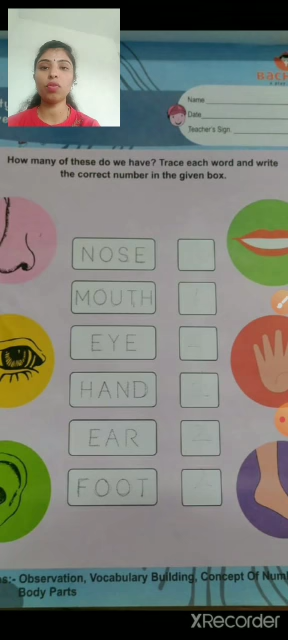 BACK
Name
Date
Teacher's Sign.
How many of these do we have? Trace each word and write
the correct number in the given box.
NOSE
MOUTH
EYE
HAND
EAR
FOOT
:- Observation, Vocabulary Building, Concept Of
Body Parts
XRecorder